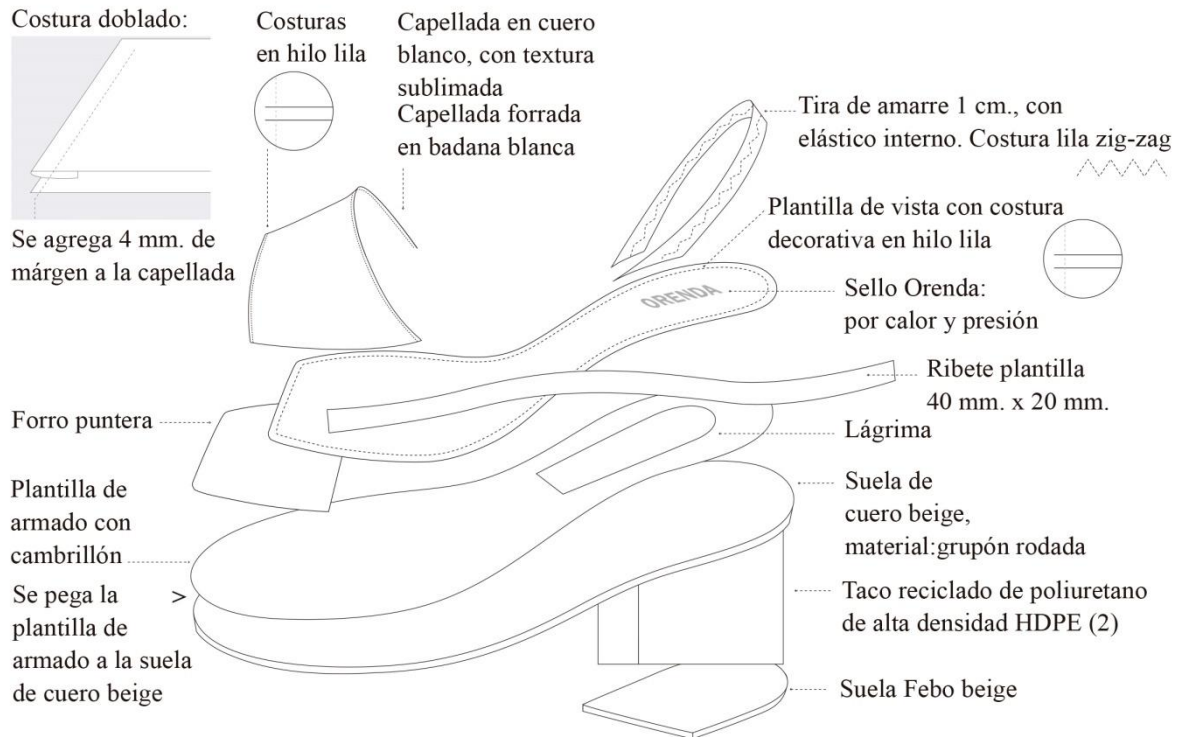 Costura doblado:
Se agrega 4 mm. de
márgen a la capellada
Costuras
en hilo lila
Capellada en cuero
blanco, con textura
sublimada
Capellada forrada
en badana blanca
Tira de amarre 1 cm., con
elástico interno. Costura lila zig-zag
Plantilla de vista con costura
decorativa en hilo lila
ORENDA
Sello Orenda:
por calor y presión
Ribete plantilla
40 mm. x 20 mm.
Forro puntera
Lágrima
Plantilla de
armado con
cambrillón
Suela de
cuero beige,
material:grupón rodada
Se pega la >
plantilla de
armado a la suela
de cuero beige
Taco reciclado de poliuretano
de alta densidad HDPE (2)
Suela Febo beige